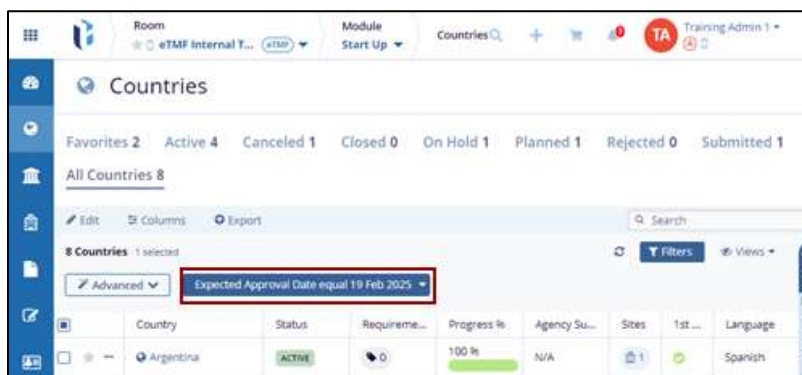 Room
eTMF Internal T... eTMF
Module
Start Up
Countries
0
TA
Training Admin 1
A
Countries
Favorites 2 Active 4 Canceled 1 Closed 0 On Hold 1 Planned 1 Rejected 0 Submitted 1
All Countries 8
Edit Columns Export Search
8 Countries 1 selected Filters Views
Advanced Expected Approval Date equal 19 Feb 2025
Country Status Requireme... Progress % Agency Su... Sites 1st ... Language
Argentina ACTIVE 0 100 % N/A 1 Spanish